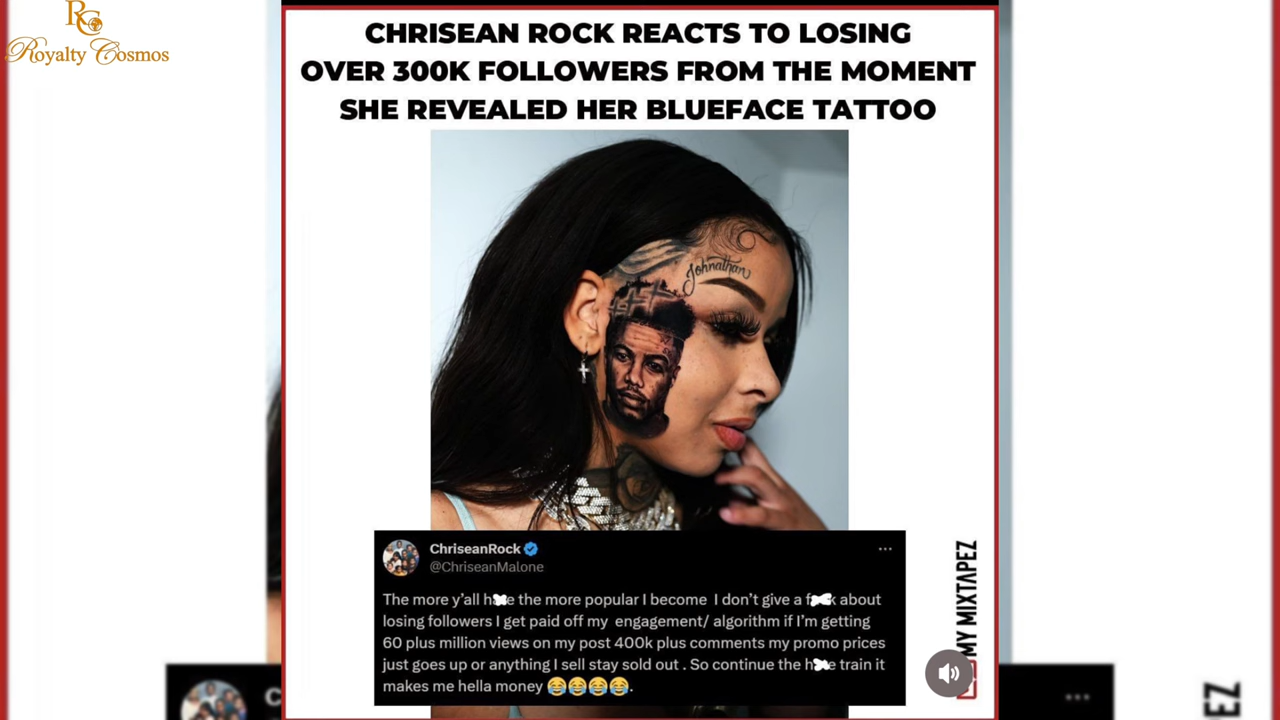 RC
Royalty Cosmos
CHRISEAN ROCK REACTS TO LOSING
OVER 300K FOLLOWERS FROM THE MOMENT
SHE REVEALED HER BLUEFACE TATTOO
Johnathan
ChriseanRock
@ChriseanMalone
The more y'all h e the more popular I become I don't give a f k about
losing followers I get paid off my engagement/ algorithm if I'm getting
60 plus million views on my post 400k plus comments my promo prices
just goes up or anything I sell stay sold out . So continue the h e train it
makes me hella money 😂😂😂😂.
MY MIXTAPEZ
C
EZ